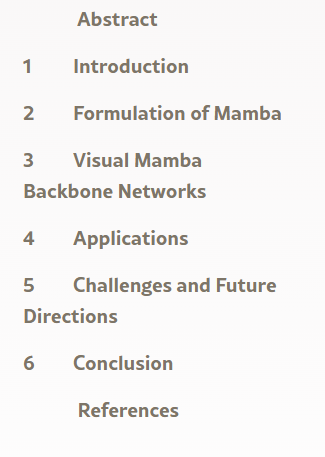 Abstract
1 Introduction
2 Formulation of Mamba
3 Visual Mamba
Backbone Networks
4 Applications
5 Challenges and Future
Directions
6 Conclusion
References